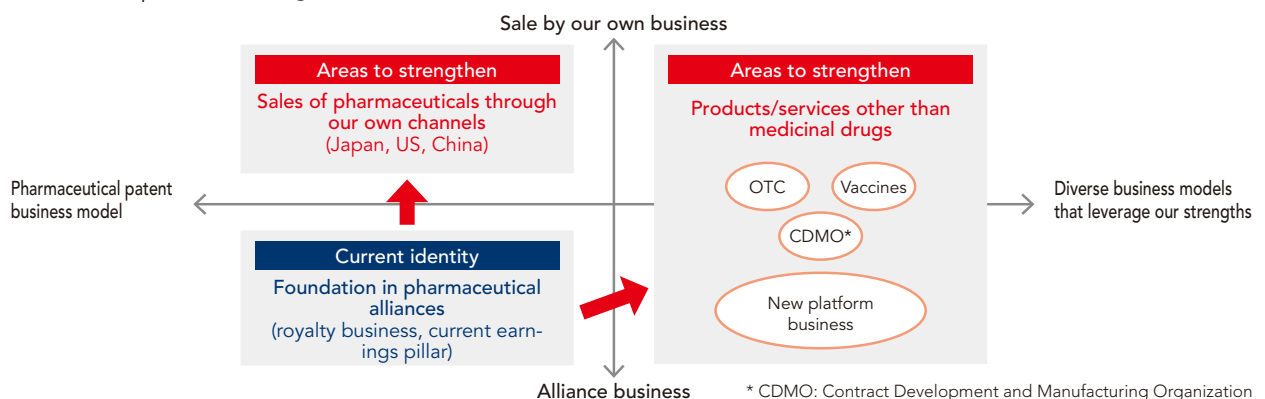 Sale by our own business
Areas to strengthen
Sales of pharmaceuticals through
our own channels
(Japan, US, China)
Areas to strengthen
Products/services other than
medicinal drugs
OTC
Vaccines
CDMO*
New platform
business
Pharmaceutical patent
business model
Diverse business models
that leverage our strengths
Current identity
Foundation in pharmaceutical
alliances
(royalty business, current earn-
ings pillar)
Alliance business
* CDMO: Contract Development and Manufacturing Organization